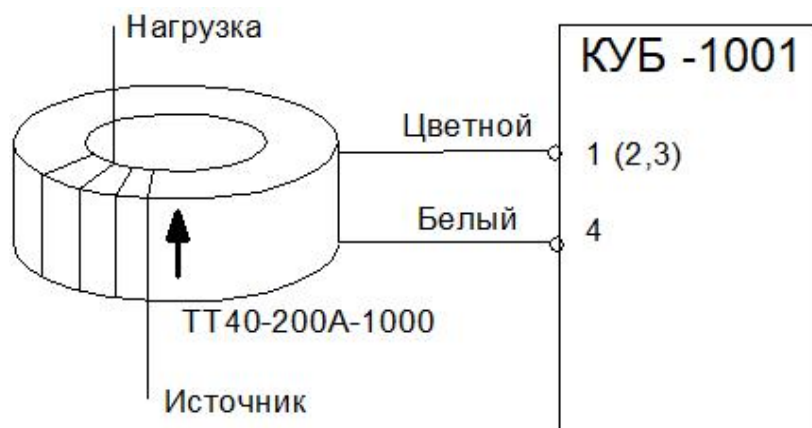 Нагрузка
КУБ -1001
Цветной
1 (2,3)
Белый
4
ТТ40-200А-1000
Источник